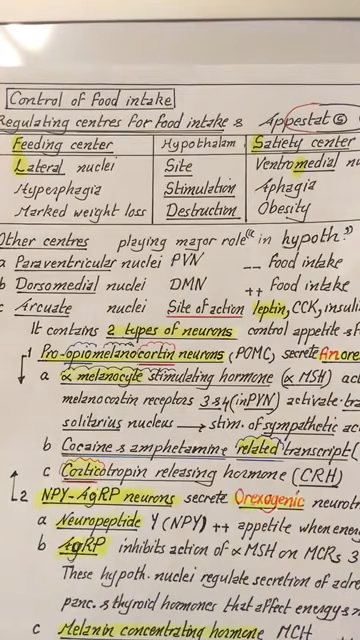 Control of food intake
Regulating centres for food intake & Appestat
Feeding center Hypothalam Satiety center
Lateral nuclei Site Ventromedial nu
Hyperphagia Stimulation Aphagia
Marked weight loss Destruction Obesity
Other centres playing major role in hypoth.
a Paraventricular nuclei PVN -- food intake
b Dorsomedial nuclei DMN ++ food intake
c Arcuate nuclei Site of action leptin, CCK, insuli
It contains 2 types of neurons control appetite
1 Pro-opiomelanocortin neurons (POMC) secrete Anore
a α melanocyte stimulating hormone (α MSH) act
melanocortin receptors 3&4 (in PVN) activate tra
solitarius nucleus → stim. of sympathetic ac
b Cocaine & amphetamine related transcript (
c Corticotropin releasing hormone (CRH)
2 NPY-AgRP neurons secrete Orexogenic neurotr
a Neuropeptide Y (NPY) ++ appetite when ener
b AgRP inhibits action of α MSH on MCRs 3
These hypoth. nuclei regulate secretion of adre
panc. & thyroid hormones that affect energy &
c Melanin concentrating hormone MCH